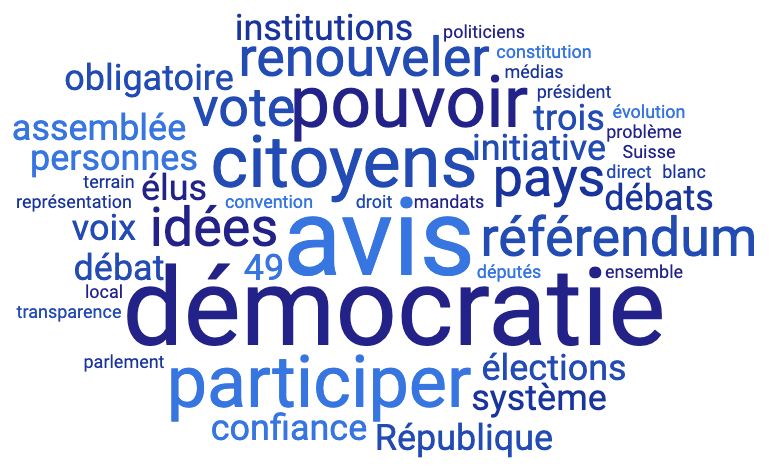 institutions
politiciens
renouveler
constitution
obligatoire
médias
vote
pouvoir
président
assemblée
trois
évolution
problème
personnes
citoyens
initiative
Suisse
terrain
élus
pays
direct
blanc
représentation
convention
droit
mandats
débats
voix
idées
avis
référendum
débat
49
députés
ensemble
local
démocratie
transparence
parlement
participer
élections
système
confiance
République